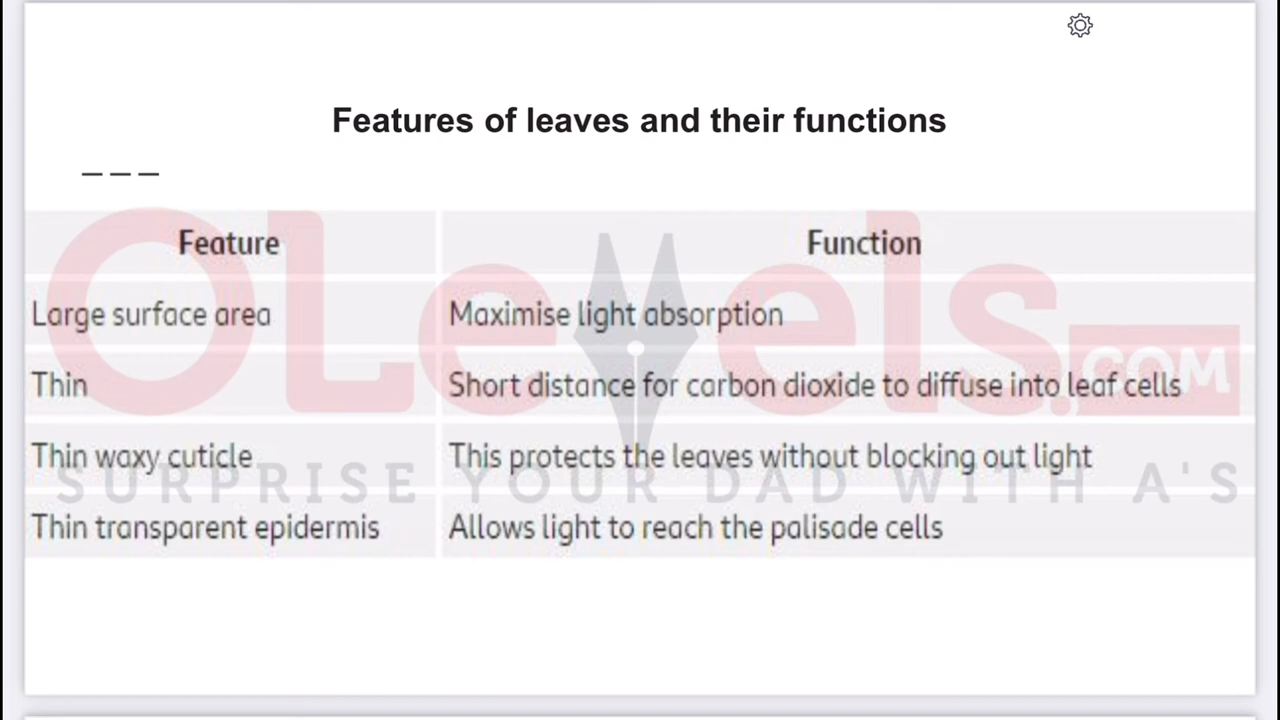 Features of leaves and their functions
Feature Function
Large surface area Maximise light absorption
Thin Short distance for carbon dioxide to diffuse into leaf cells
Thin waxy cuticle This protects the leaves without blocking out light
Thin transparent epidermis Allows light to reach the palisade cells
OLevels.COM
SURPRISE YOUR DAD WITH A'S